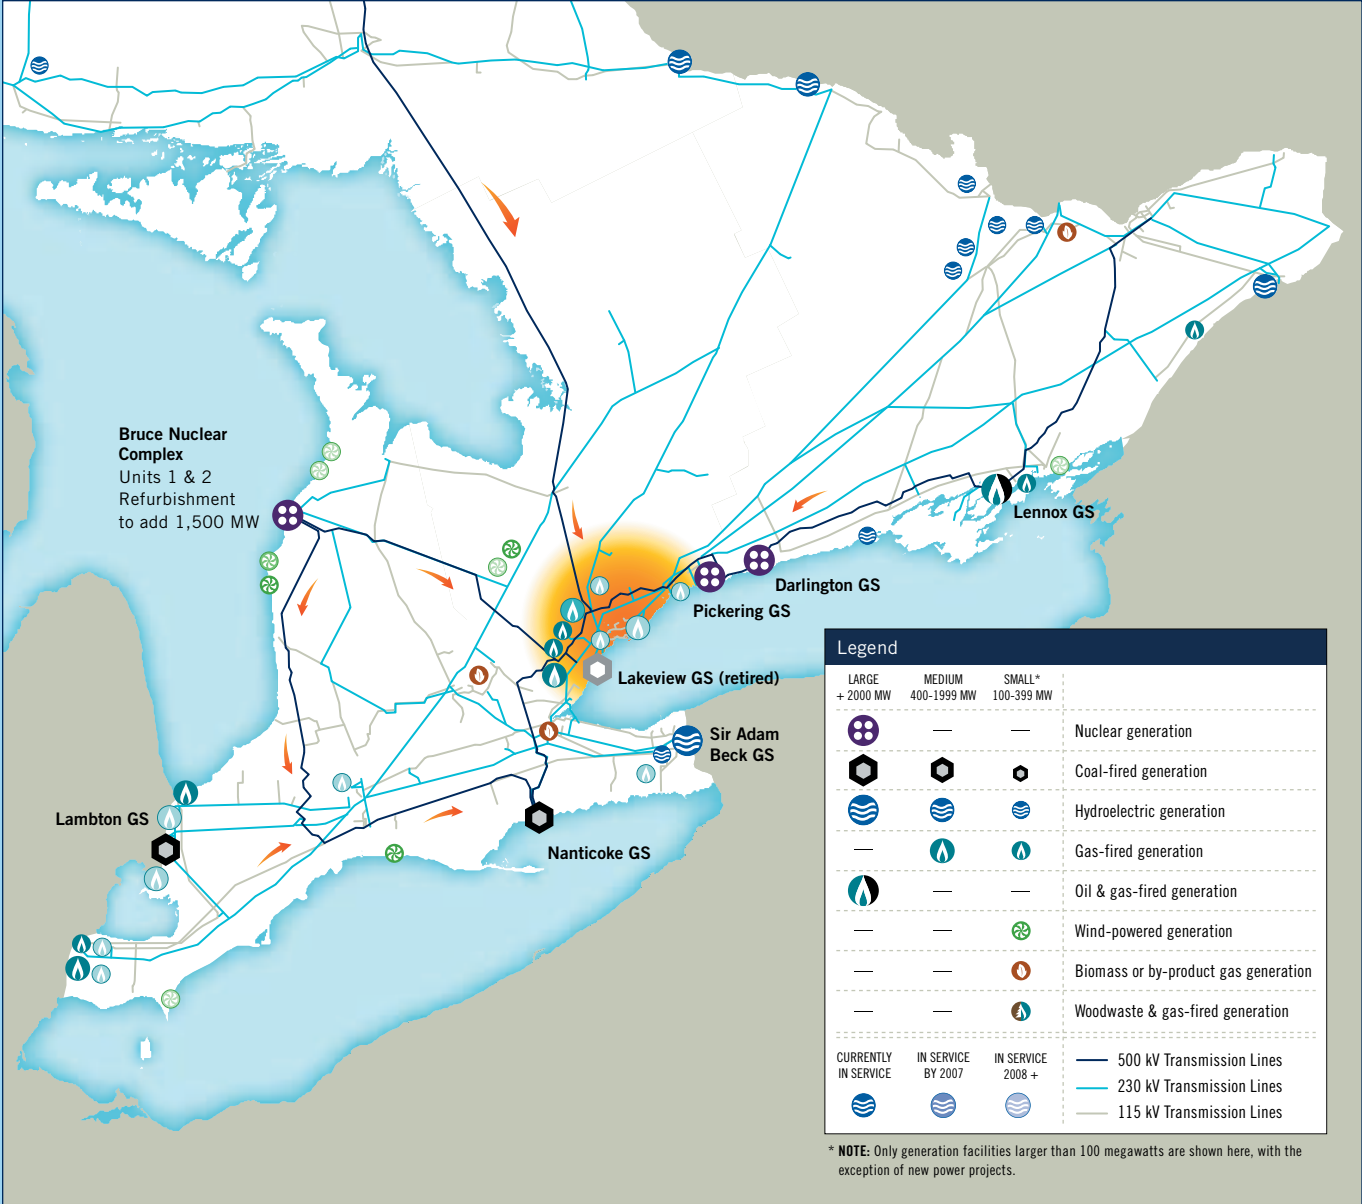 Bruce Nuclear
Complex
Units 1 & 2
Refurbishment
to add 1,500 MW
Lennox GS
Darlington GS
Pickering GS
Lakeview GS (retired)
Sir Adam
Beck GS
Lambton GS
Nanticoke GS
Legend
LARGE
+ 2000 MW
MEDIUM
400-1999 MW
SMALL*
100-399 MW
Nuclear generation
Coal-fired generation
Hydroelectric generation
Gas-fired generation
Oil & gas-fired generation
Wind-powered generation
Biomass or by-product gas generation
Woodwaste & gas-fired generation
CURRENTLY
IN SERVICE
IN SERVICE
BY 2007
IN SERVICE
2008 +
500 kV Transmission Lines
230 kV Transmission Lines
115 kV Transmission Lines
* NOTE: Only generation facilities larger than 100 megawatts are shown here, with the
exception of new power projects.